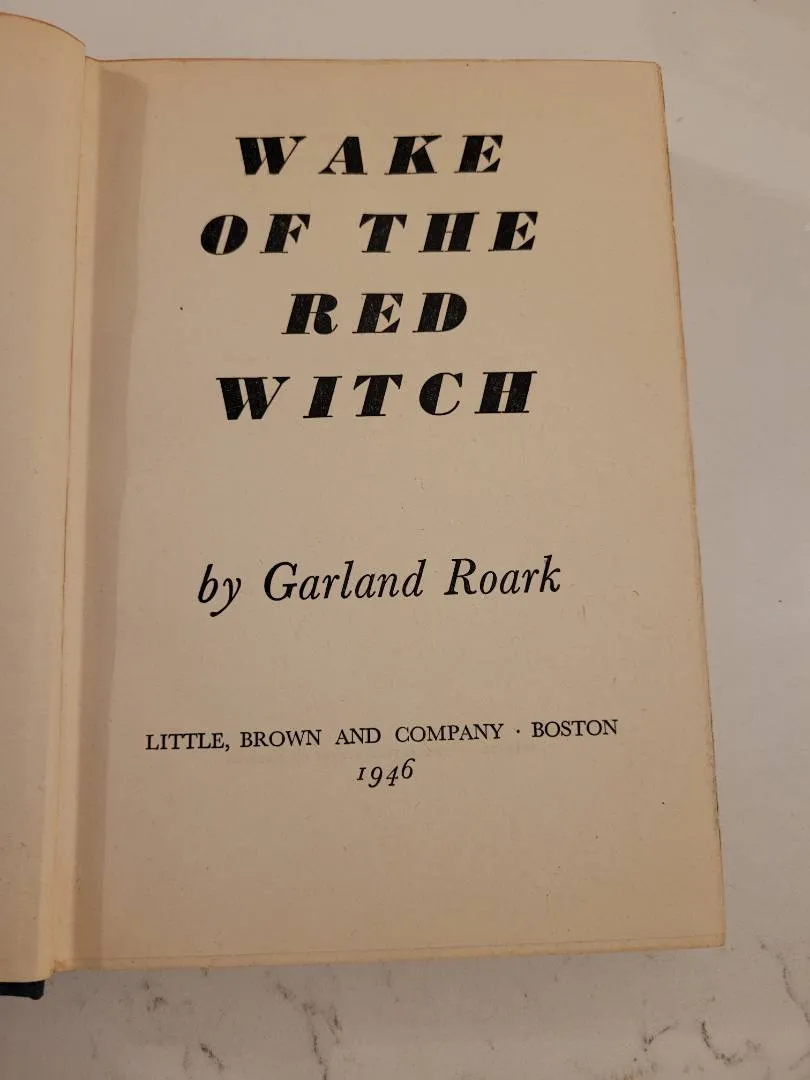 WAKE
OF THE
RED
WITCH
by Garland Roark
LITTLE, BROWN AND COMPANY · BOSTON
1946